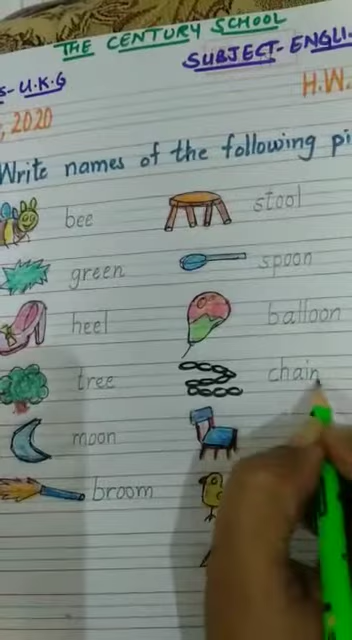 THE CENTURY SCHOOL
U.K.G SUBJECT- ENGLI
, 2020 H.W.
Write names of the following pi
bee stool
green spoon
heel balloon
tree chain
moon
broom